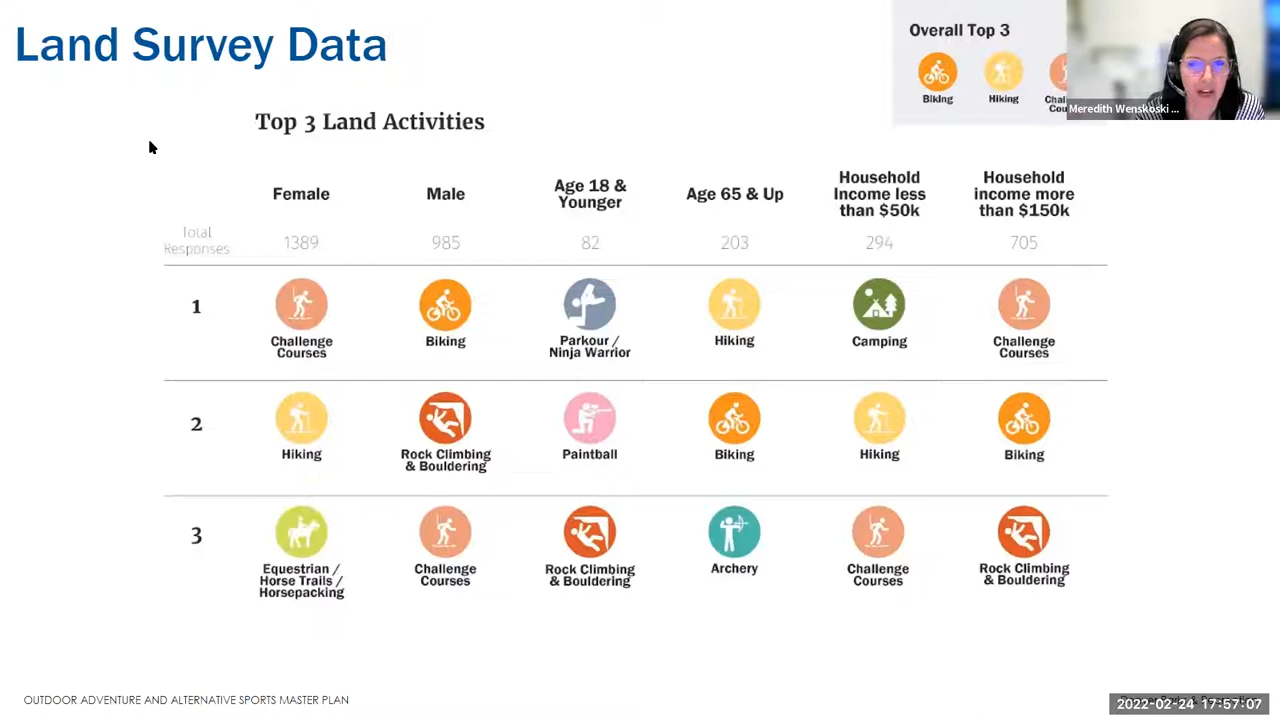 Land Survey Data
Overall Top 3
Biking
Hiking
Meredith Wenskoski ...
Top 3 Land Activities
Female
Male
Age 18 &
Younger
Age 65 & Up
Household
Income less
than $50k
Household
income more
than $150k
Total
Responses
1389
985
82
203
294
705
1
Challenge
Courses
Biking
Parkour /
Ninja Warrior
Hiking
Camping
Challenge
Courses
2
Hiking
Rock Climbing
& Bouldering
Paintball
Biking
Hiking
Biking
3
Equestrian /
Horse Trails /
Horsepacking
Challenge
Courses
Rock Climbing
& Bouldering
Archery
Challenge
Courses
Rock Climbing
& Bouldering
OUTDOOR ADVENTURE AND ALTERNATIVE SPORTS MASTER PLAN
2022-02-24 17:57:07